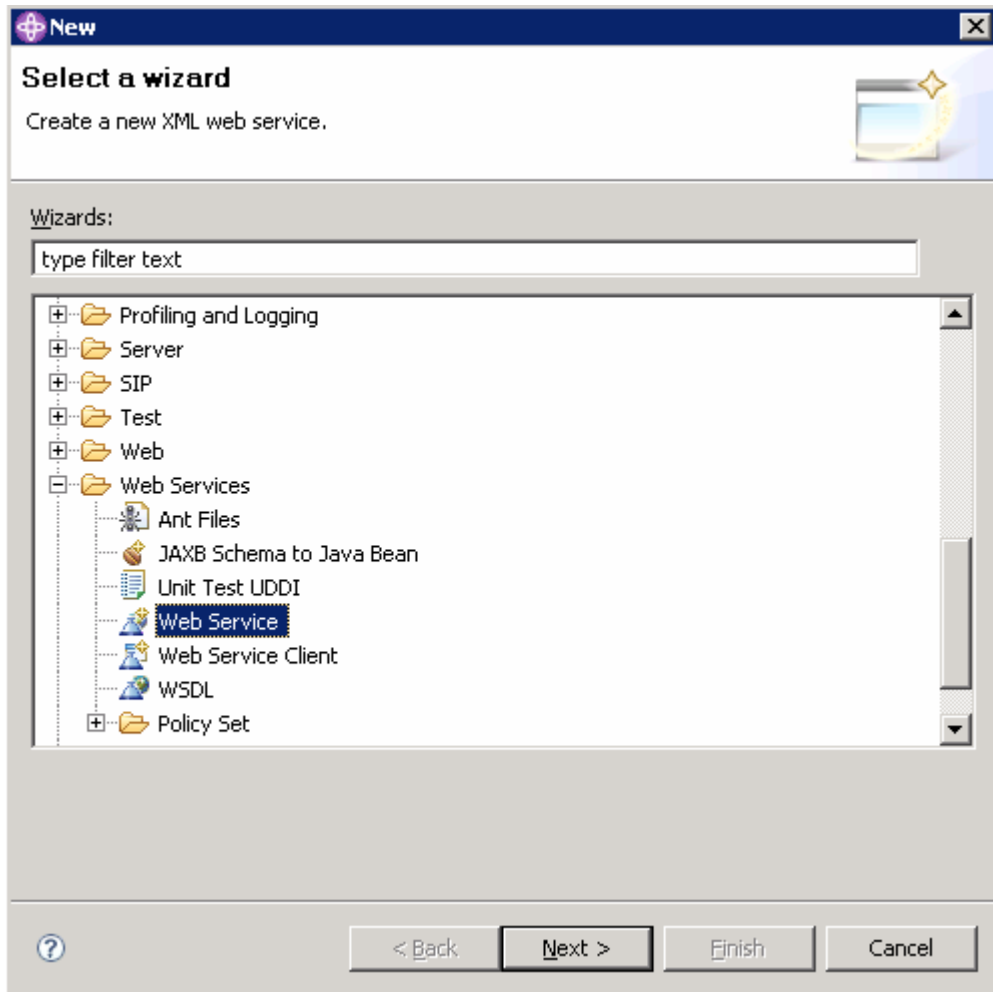 New
Select a wizard
Create a new XML web service.
Wizards:
type filter text
Profiling and Logging
Server
SIP
Test
Web
Web Services
Ant Files
JAXB Schema to Java Bean
Unit Test UDDI
Web Service
Web Service Client
WSDL
Policy Set
< Back Next > Finish Cancel